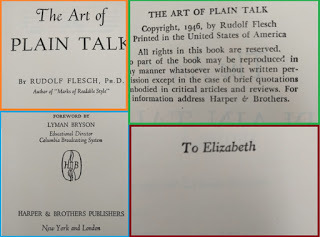 The Art of
PLAIN TALK
BY RUDOLF FLESCH, PH.D.
Author of "Marks of Readable Style"
THE ART OF PLAIN TALK
Copyright, 1946, by Rudolf Flesch
Printed in the United States of America
All rights in this book are reserved.
o part of the book may be reproduced in
y manner whatsoever without written per-
ission except in the case of brief quotations
mbodied in critical articles and reviews. For
nformation address Harper & Brothers.
FOREWORD BY
LYMAN BRYSON
Educational Director
Columbia Broadcasting System
H B
HARPER & BROTHERS PUBLISHERS
New York and London
To Elizabeth